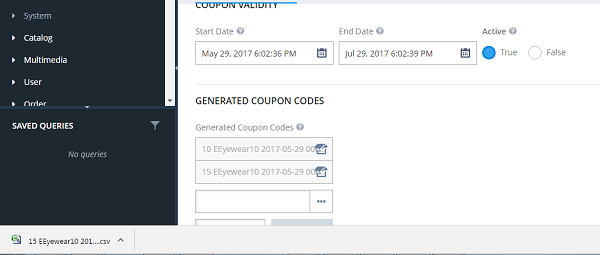 System
Catalog
Multimedia
User
Order
SAVED QUERIES
No queries
COUPON VALIDITY
Start Date
End Date
Active
May 29, 2017 6:02:36 PM
Jul 29, 2017 6:02:39 PM
True
False
GENERATED COUPON CODES
Generated Coupon Codes
10 EEyewear10 2017-05-29
15 EEyewear10 2017-05-29
15 EEyewear10 201....csv